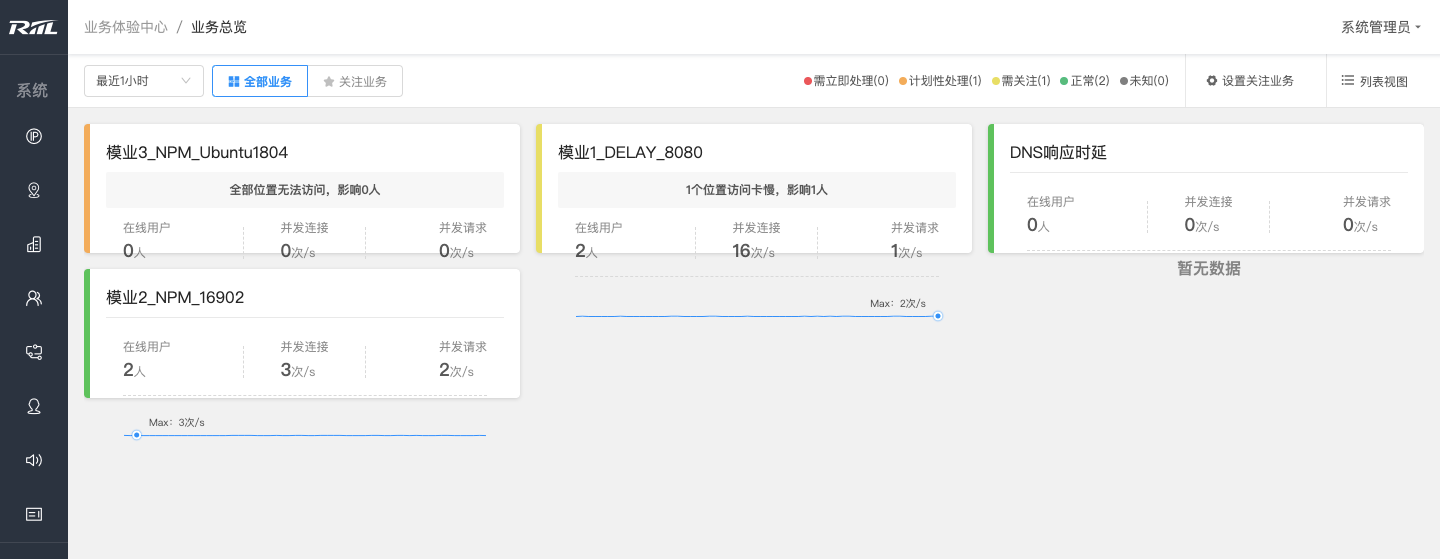 RIIL
业务体验中心 / 业务总览
系统管理员
系统
最近1小时
全部业务
关注业务
需立即处理(0) 计划性处理(1) 需关注(1) 正常(2) 未知(0)
设置关注业务
列表视图
模业3_NPM_Ubuntu1804
全部位置无法访问，影响0人
在线用户 并发连接 并发请求
0人 0次/s 0次/s
模业1_DELAY_8080
1个位置访问卡慢，影响1人
在线用户 并发连接 并发请求
2人 16次/s 1次/s
Max：2次/s
DNS响应时延
在线用户 并发连接 并发请求
0人 0次/s 0次/s
暂无数据
模业2_NPM_16902
在线用户 并发连接 并发请求
2人 3次/s 2次/s
Max：3次/s